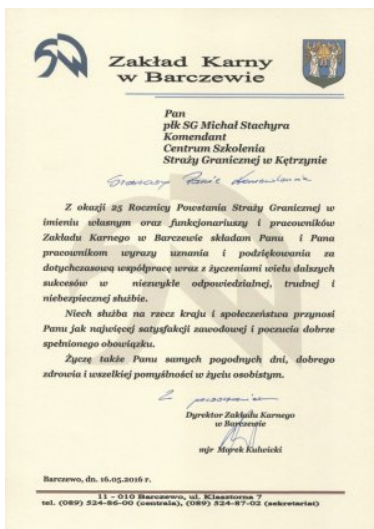 Zakład Karny
w Barczewie
Pan
płk SG Michał Stachyra
Komendant
Centrum Szkolenia
Straży Granicznej w Kętrzynie
Szanowny Panie Komendancie
Z okazji 25 Rocznicy Powstania Straży Granicznej w
imieniu własnym oraz funkcjonariuszy i pracowników
Zakładu Karnego w Barczewie składam Panu i Pana
pracownikom wyrazy uznania i podziękowania za
dotychczasową współpracę wraz z życzeniami wielu dalszych
sukcesów w niezwykle odpowiedzialnej, trudnej i
niebezpiecznej służbie.
Niech służba na rzecz kraju i społeczeństwa przynosi
Panu jak najwięcej satysfakcji zawodowej i poczucia dobrze
spełnionego obowiązku.
Życzę także Panu samych pogodnych dni, dobrego
zdrowia i wszelkiej pomyślności w życiu osobistym.
Z poważaniem
Dyrektor Zakładu Karnego
w Barczewie
mjr Marek Kulwicki
Barczewo, dn. 16.05.2016 r.
11 - 010 Barczewo, ul. Klasztorna 7
tel. (089) 524-86-00 (centrala), (089) 524-87-02 (sekretariat)